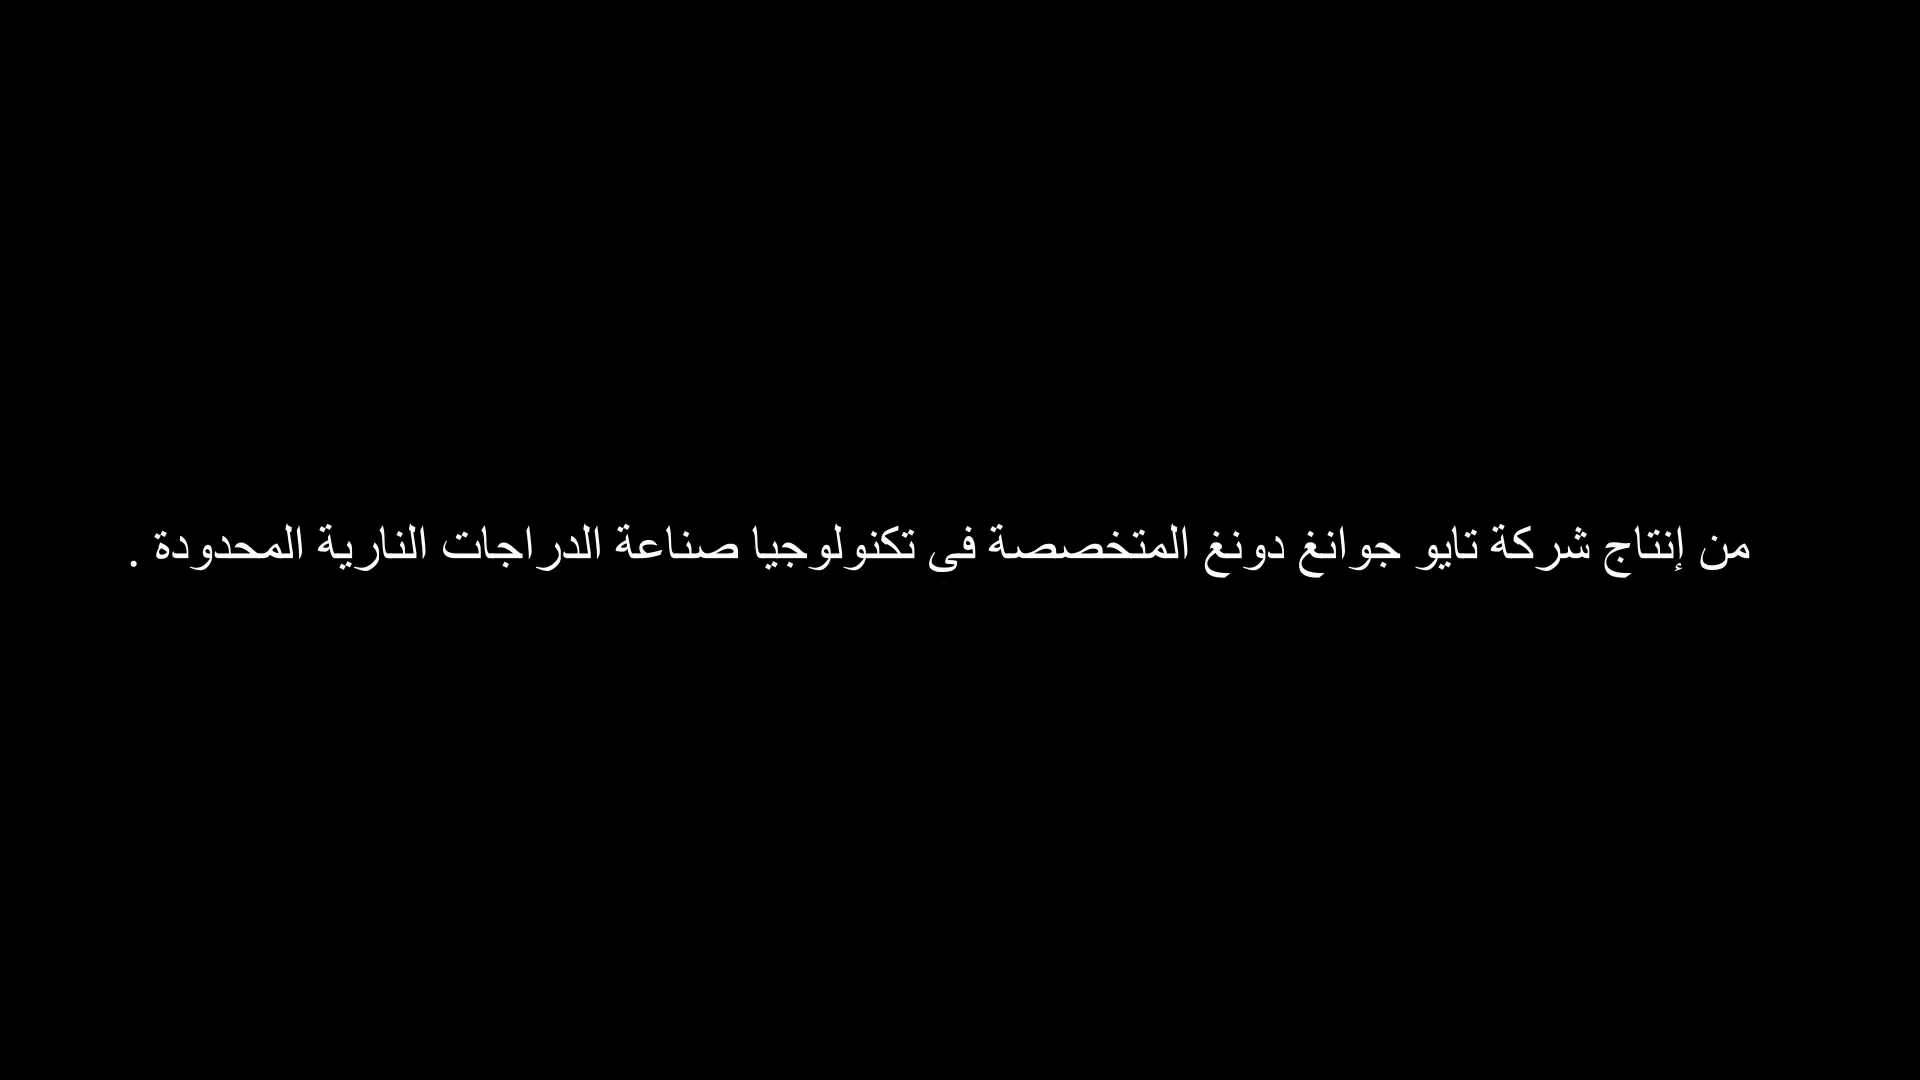 من إنتاج شركة تايو جوانغ دونغ المتخصصة فى تكنولوجيا صناعة الدراجات النارية المحدودة .